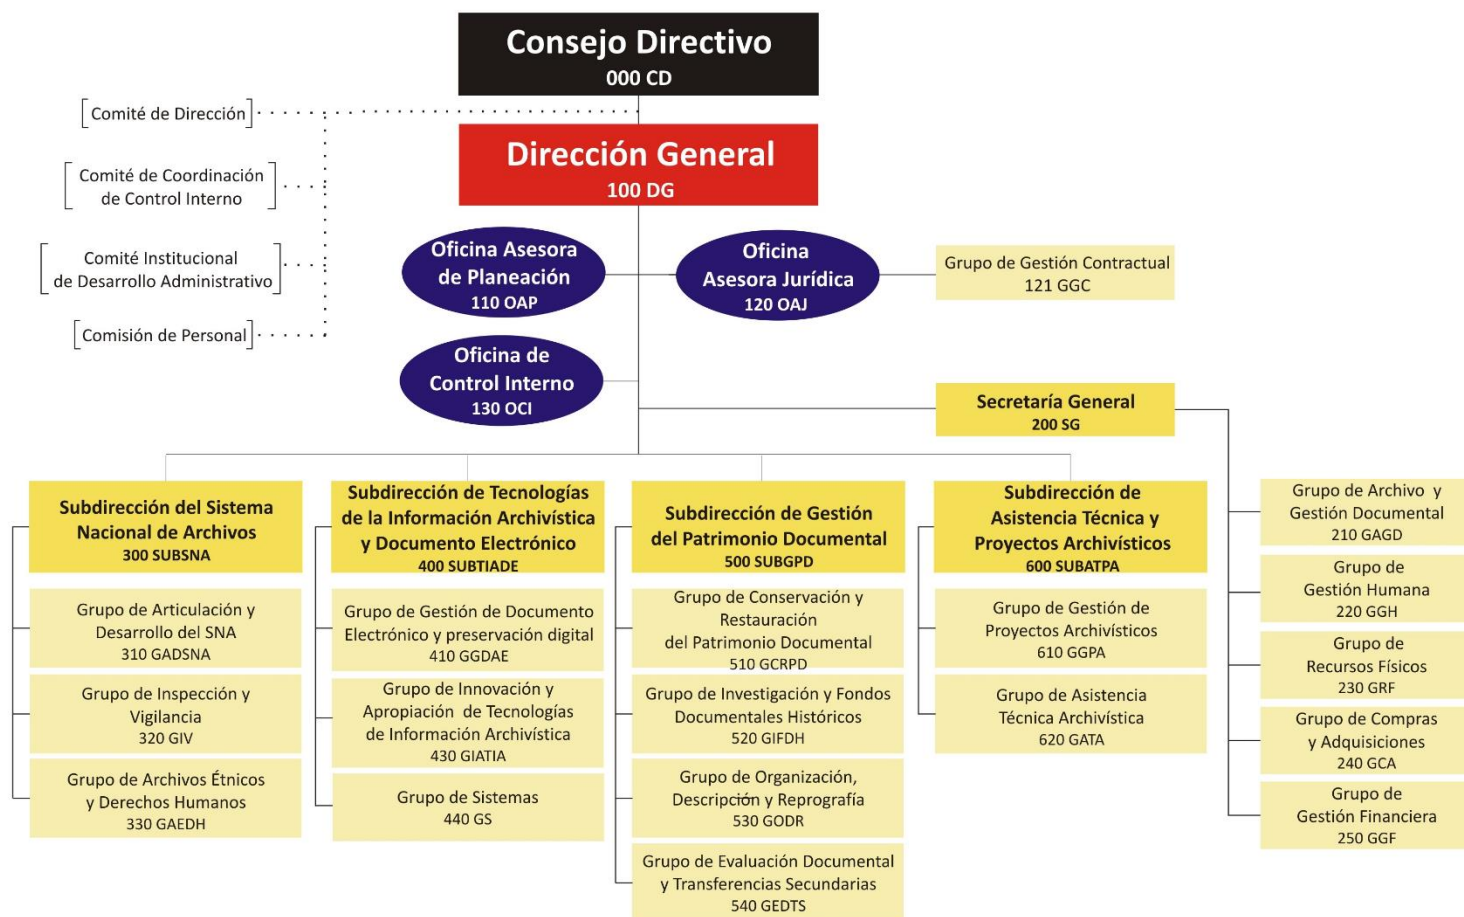 Consejo Directivo
000 CD
[Comité de Dirección]
Dirección General
100 DG
[Comité de Coordinación
de Control Interno]
[Comité Institucional
de Desarrollo Administrativo]
[Comisión de Personal]
Oficina Asesora
de Planeación
110 OAP
Oficina
Asesora Jurídica
120 OAJ
Grupo de Gestión Contractual
121 GGC
Oficina de
Control Interno
130 OCI
Secretaría General
200 SG
Subdirección del Sistema
Nacional de Archivos
300 SUBSNA
Grupo de Articulación y
Desarrollo del SNA
310 GADSNA
Grupo de Inspección y
Vigilancia
320 GIV
Grupo de Archivos Étnicos
y Derechos Humanos
330 GAEDH
Subdirección de Tecnologías
de la Información Archivística
y Documento Electrónico
400 SUBTIADE
Grupo de Gestión de Documento
Electrónico y preservación digital
410 GGDAE
Grupo de Innovación y
Apropiación de Tecnologías
de Información Archivística
430 GIATIA
Grupo de Sistemas
440 GS
Subdirección de Gestión
del Patrimonio Documental
500 SUBGPD
Grupo de Conservación y
Restauración
del Patrimonio Documental
510 GCRPD
Grupo de Investigación y Fondos
Documentales Históricos
520 GIFDH
Grupo de Organización,
Descripción y Reprografía
530 GODR
Grupo de Evaluación Documental
y Transferencias Secundarias
540 GEDTS
Subdirección de
Asistencia Técnica y
Proyectos Archivísticos
600 SUBATPA
Grupo de Gestión de
Proyectos Archivísticos
610 GGPA
Grupo de Asistencia
Técnica Archivística
620 GATA
Grupo de Archivo y
Gestión Documental
210 GAGD
Grupo de
Gestión Humana
220 GGH
Grupo de
Recursos Físicos
230 GRF
Grupo de Compras
y Adquisiciones
240 GCA
Grupo de
Gestión Financiera
250 GGF